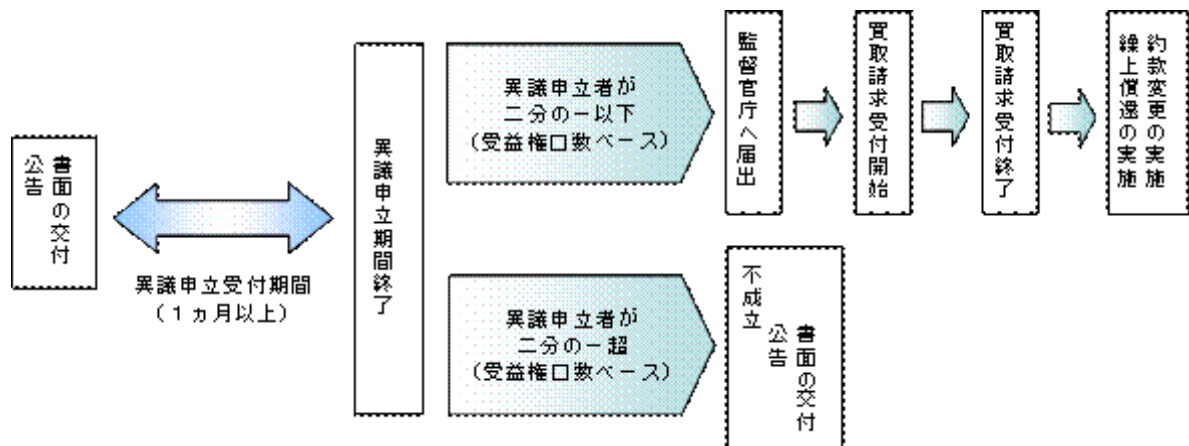 書面の交付
公告
異議申立受付期間
(1ヵ月以上)
異議申立期間終了
異議申立者が
二分の一以下
(受益権口数ベース)
監督官庁へ届出
買取請求受付開始
買取請求受付終了
約款変更の実施
繰上償還の実施
異議申立者が
二分の一超
(受益権口数ベース)
不成立
書面の交付
公告